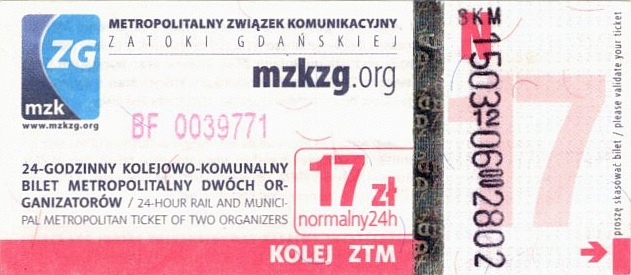 METROPOLITALNY ZWIĄZEK KOMUNIKACYJNY
ZATOKI GDAŃSKIEJ
ZG
mzk
www.mzkzg.org
mzkzg.org
BF 0039771
24-GODZINNY KOLEJOWO-KOMUNALNY
BILET METROPOLITALNY DWÓCH OR-
GANIZATORÓW / 24-HOUR RAIL AND MUNICI-
PAL METROPOLITAN TICKET OF TWO ORGANIZERS
17 zł
normalny24h
KOLEJ ZTM
SKM
N
17
proszę skasować bilet / please validate your ticket